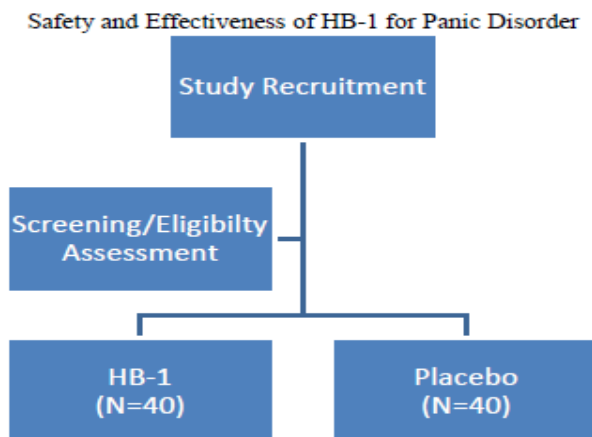 Safety and Effectiveness of HB-1 for Panic Disorder
Study Recruitment
Screening/Eligibilty
Assessment
HB-1
(N=40)
Placebo
(N=40)